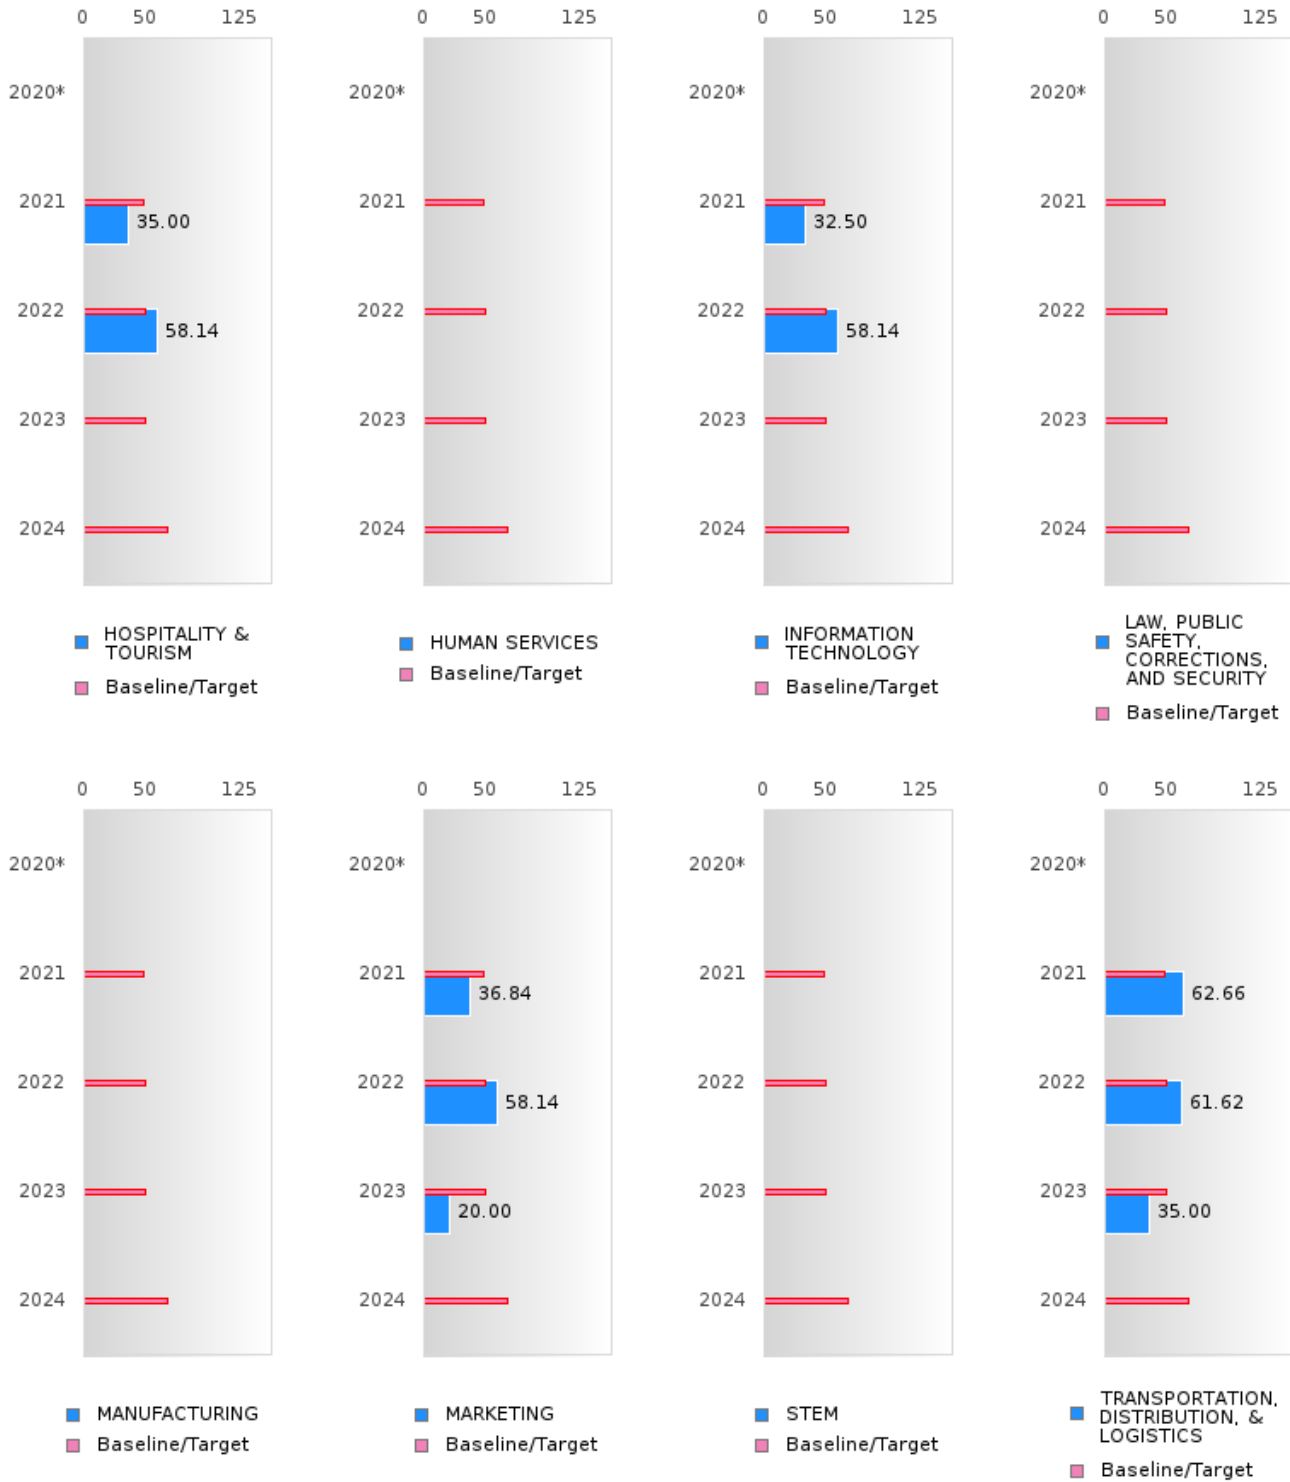 0 50 125
0 50 125
0 50 125
0 50 125
2020*
2020*
2020*
2020*
2021
35.00
2021
2021
32.50
2021
2022
58.14
2022
2022
58.14
2022
2023
2023
2023
2023
2024
2024
2024
2024
HOSPITALITY &
TOURISM
Baseline/Target
HUMAN SERVICES
Baseline/Target
INFORMATION
TECHNOLOGY
Baseline/Target
LAW, PUBLIC
SAFETY,
CORRECTIONS,
AND SECURITY
Baseline/Target
0 50 125
0 50 125
0 50 125
0 50 125
2020*
2020*
2020*
2020*
2021
2021
36.84
2021
2021
62.66
2022
2022
58.14
2022
2022
61.62
2023
2023
20.00
2023
2023
35.00
2024
2024
2024
2024
MANUFACTURING
Baseline/Target
MARKETING
Baseline/Target
STEM
Baseline/Target
TRANSPORTATION,
DISTRIBUTION, &
LOGISTICS
Baseline/Target